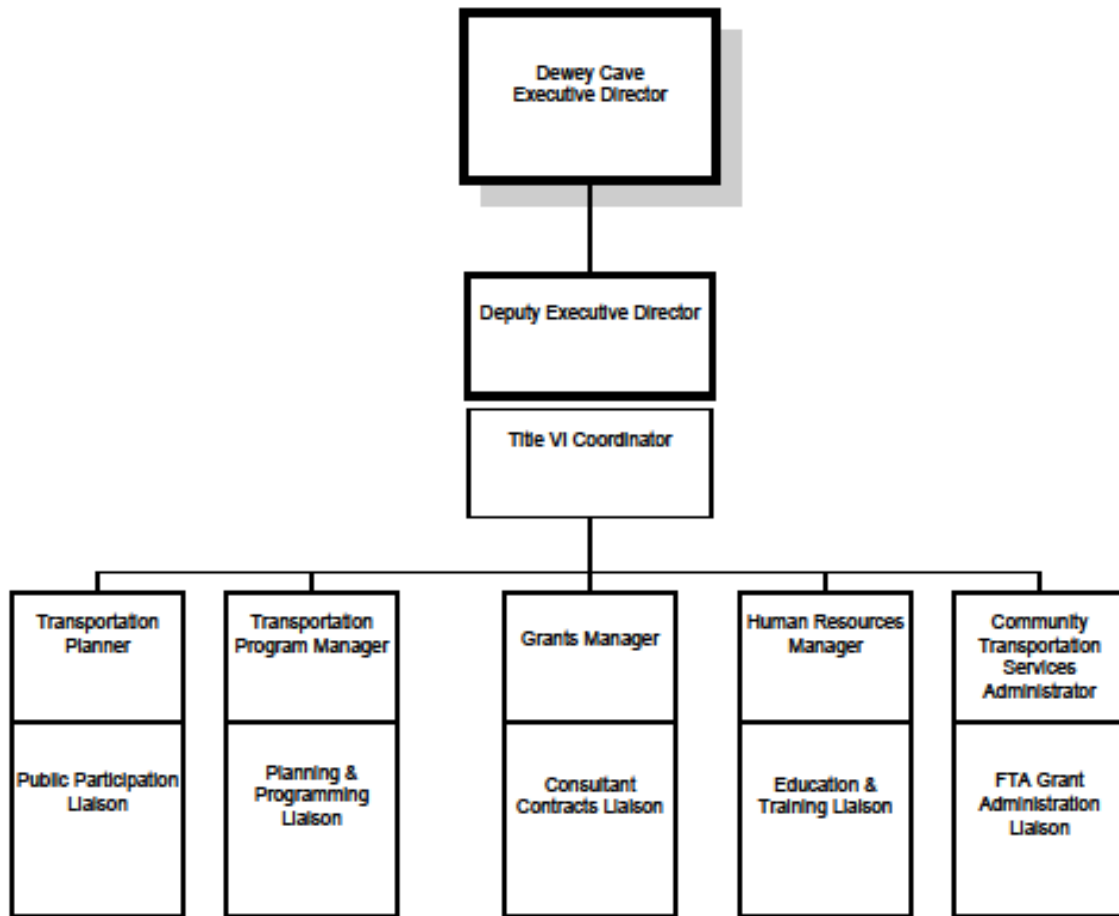 Dewey Cave
Executive Director
Deputy Executive Director
Title VI Coordinator
Transportation
Planner
Public Participation
Liaison
Transportation
Program Manager
Planning &
Programming
Liaison
Grants Manager
Consultant
Contracts Liaison
Human Resources
Manager
Education &
Training Liaison
Community
Transportation
Services
Administrator
FTA Grant
Administration
Liaison